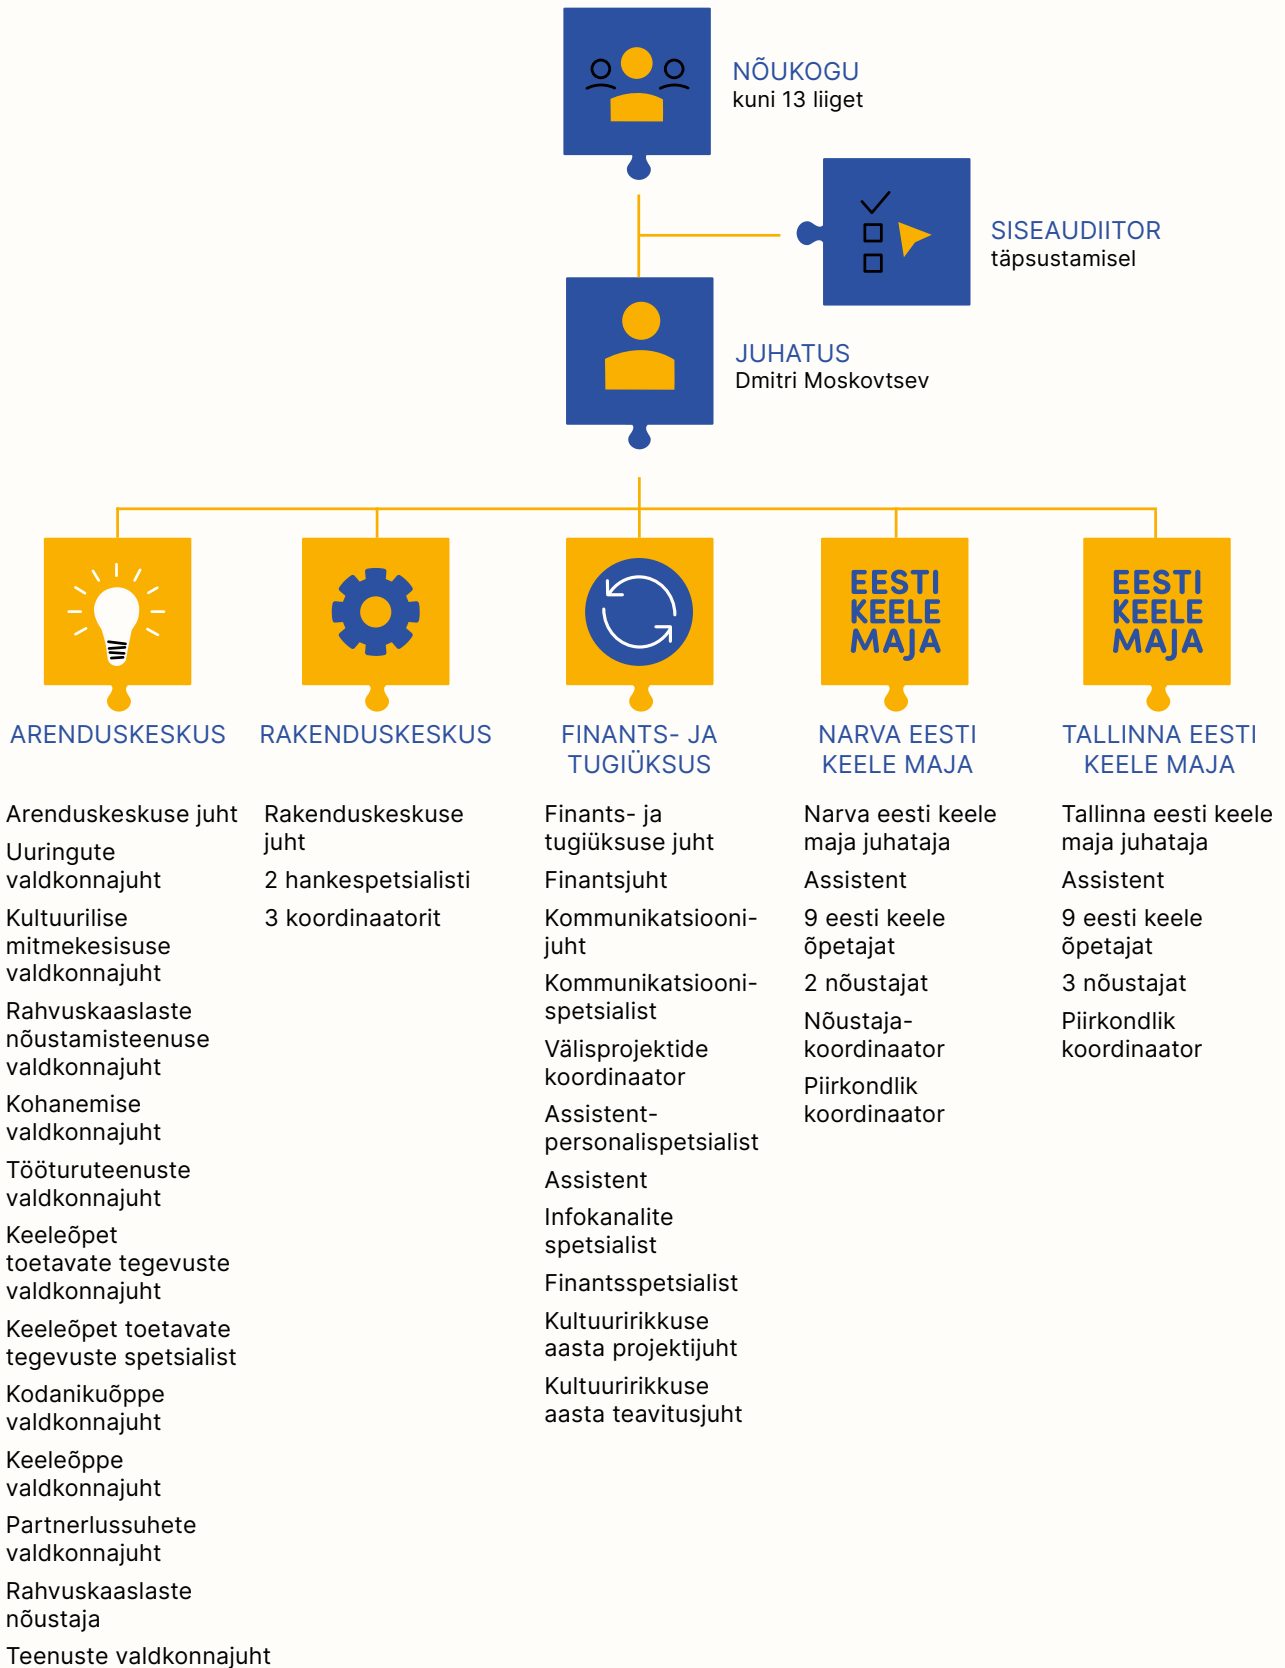 NÕUKOGU
kuni 13 liiget
SISEAUDIITOR
täpsustamisel
JUHATUS
Dmitri Moskovtsev
ARENDUSKESKUS
Arenduskeskuse juht
Uuringute
valdkonnajuht
Kultuurilise
mitmekesisuse
valdkonnajuht
Rahvuskaaslaste
nõustamisteenuse
valdkonnajuht
Kohanemise
valdkonnajuht
Tööturuteenuste
valdkonnajuht
Keeleõpet
toetavate tegevuste
valdkonnajuht
Keeleõpet toetavate
tegevuste spetsialist
Kodanikuõppe
valdkonnajuht
Keeleõppe
valdkonnajuht
Partnerlussuhete
valdkonnajuht
Rahvuskaaslaste
nõustaja
Teenuste valdkonnajuht
RAKENDUSKESKUS
Rakenduskeskuse
juht
2 hankespetsialisti
3 koordinaatorit
FINANTS- JA
TUGIÜKSUS
Finants- ja
tugiüksuse juht
Finantsjuht
Kommunikatsiooni-
juht
Kommunikatsiooni-
spetsialist
Välisprojektide
koordinaator
Assistent-
personalispetsialist
Assistent
Infokanalite
spetsialist
Finantsspetsialist
Kultuuririkkuse
aasta projektijuht
Kultuuririkkuse
aasta teavitusjuht
EESTI
KEELE
MAJA
NARVA EESTI
KEELE MAJA
Narva eesti keele
maja juhataja
Assistent
9 eesti keele
õpetajat
2 nõustajat
Nõustaja-
koordinaator
Piirkondlik
koordinaator
EESTI
KEELE
MAJA
TALLINNA EESTI
KEELE MAJA
Tallinna eesti keele
maja juhataja
Assistent
9 eesti keele
õpetajat
3 nõustajat
Piirkondlik
koordinaator